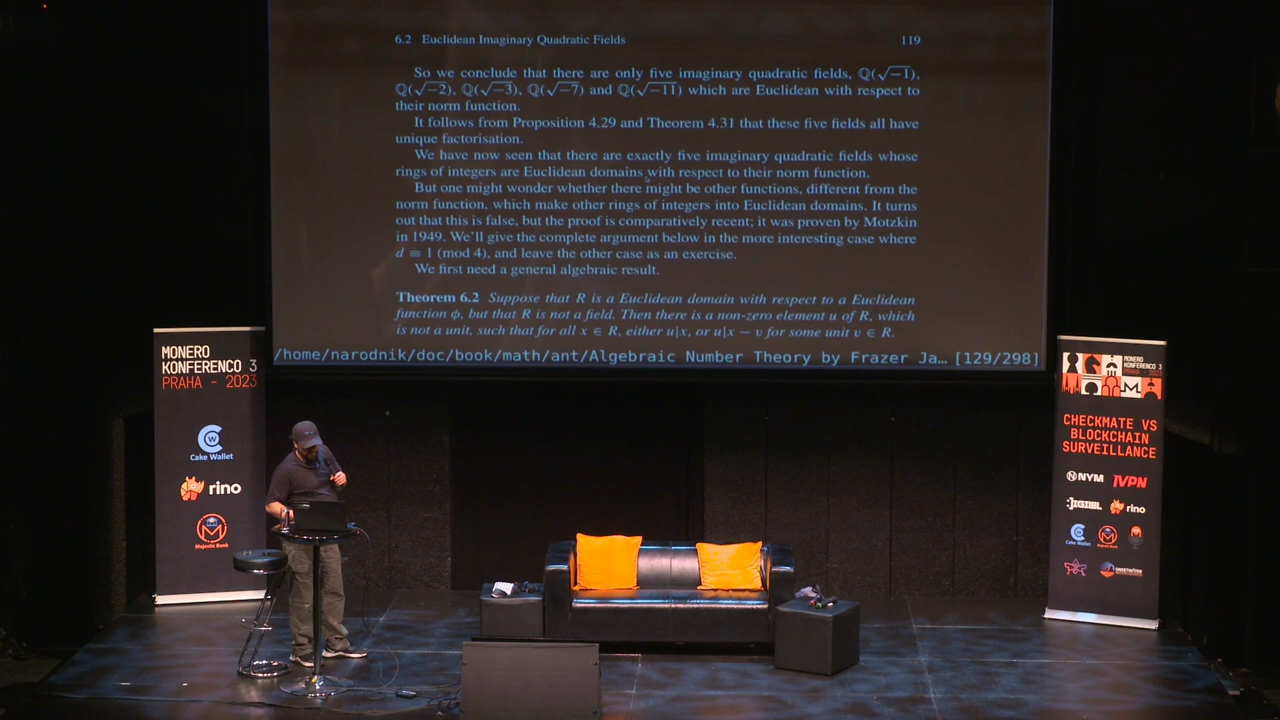 6.2 Euclidean Imaginary Quadratic Fields 119
So we conclude that there are only five imaginary quadratic fields, ℚ(√−1),
ℚ(√−2), ℚ(√−3), ℚ(√−7) and ℚ(√−11) which are Euclidean with respect to
their norm function.
It follows from Proposition 4.29 and Theorem 4.31 that these five fields all have
unique factorisation.
We have now seen that there are exactly five imaginary quadratic fields whose
rings of integers are Euclidean domains with respect to their norm function.
But one might wonder whether there might be other functions, different from the
norm function, which make other rings of integers into Euclidean domains. It turns
out that this is false, but the proof is comparatively recent; it was proven by Motzkin
in 1949. We'll give the complete argument below in the more interesting case where
d ≡ 1 (mod 4), and leave the other case as an exercise.
We first need a general algebraic result.
Theorem 6.2 Suppose that R is a Euclidean domain with respect to a Euclidean
function ϕ, but that R is not a field. Then there is a non-zero element u of R, which
is not a unit, such that for all x ∈ R, either u|x, or u|x − v for some unit v ∈ R.
/home/narodnik/doc/book/math/ant/Algebraic Number Theory by Frazer Ja… [129/298]
MONERO
KONFERENCO 3
PRAHA - 2023
Cake Wallet
rino
Majestic Bank
MONERO
KONFERENCO 3
PRAHA - 2023
CHECKMATE VS
BLOCKCHAIN
SURVEILLANCE
NYM IVPN
rino
Cake Wallet